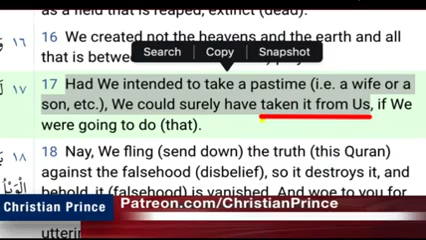 as a field that is reaped, extinct (dead).
١٦
16 We created not the heavens and the earth and all
that is between
Search Copy Snapshot
١٧
17 Had We intended to take a pastime (i.e. a wife or a
son, etc.), We could surely have taken it from Us, if We
were going to do (that).
١٨
18 Nay, We fling (send down) the truth (this Quran)
against the falsehood (disbelief), so it destroys it, and
behold, it (falsehood) is vanished. And woe to you for
Christian Prince
Patreon.com/ChristianPrince
uttering